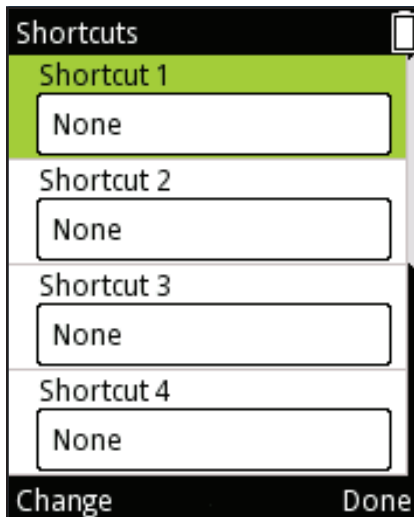 Shortcuts
Shortcut 1
None
Shortcut 2
None
Shortcut 3
None
Shortcut 4
None
Change Done